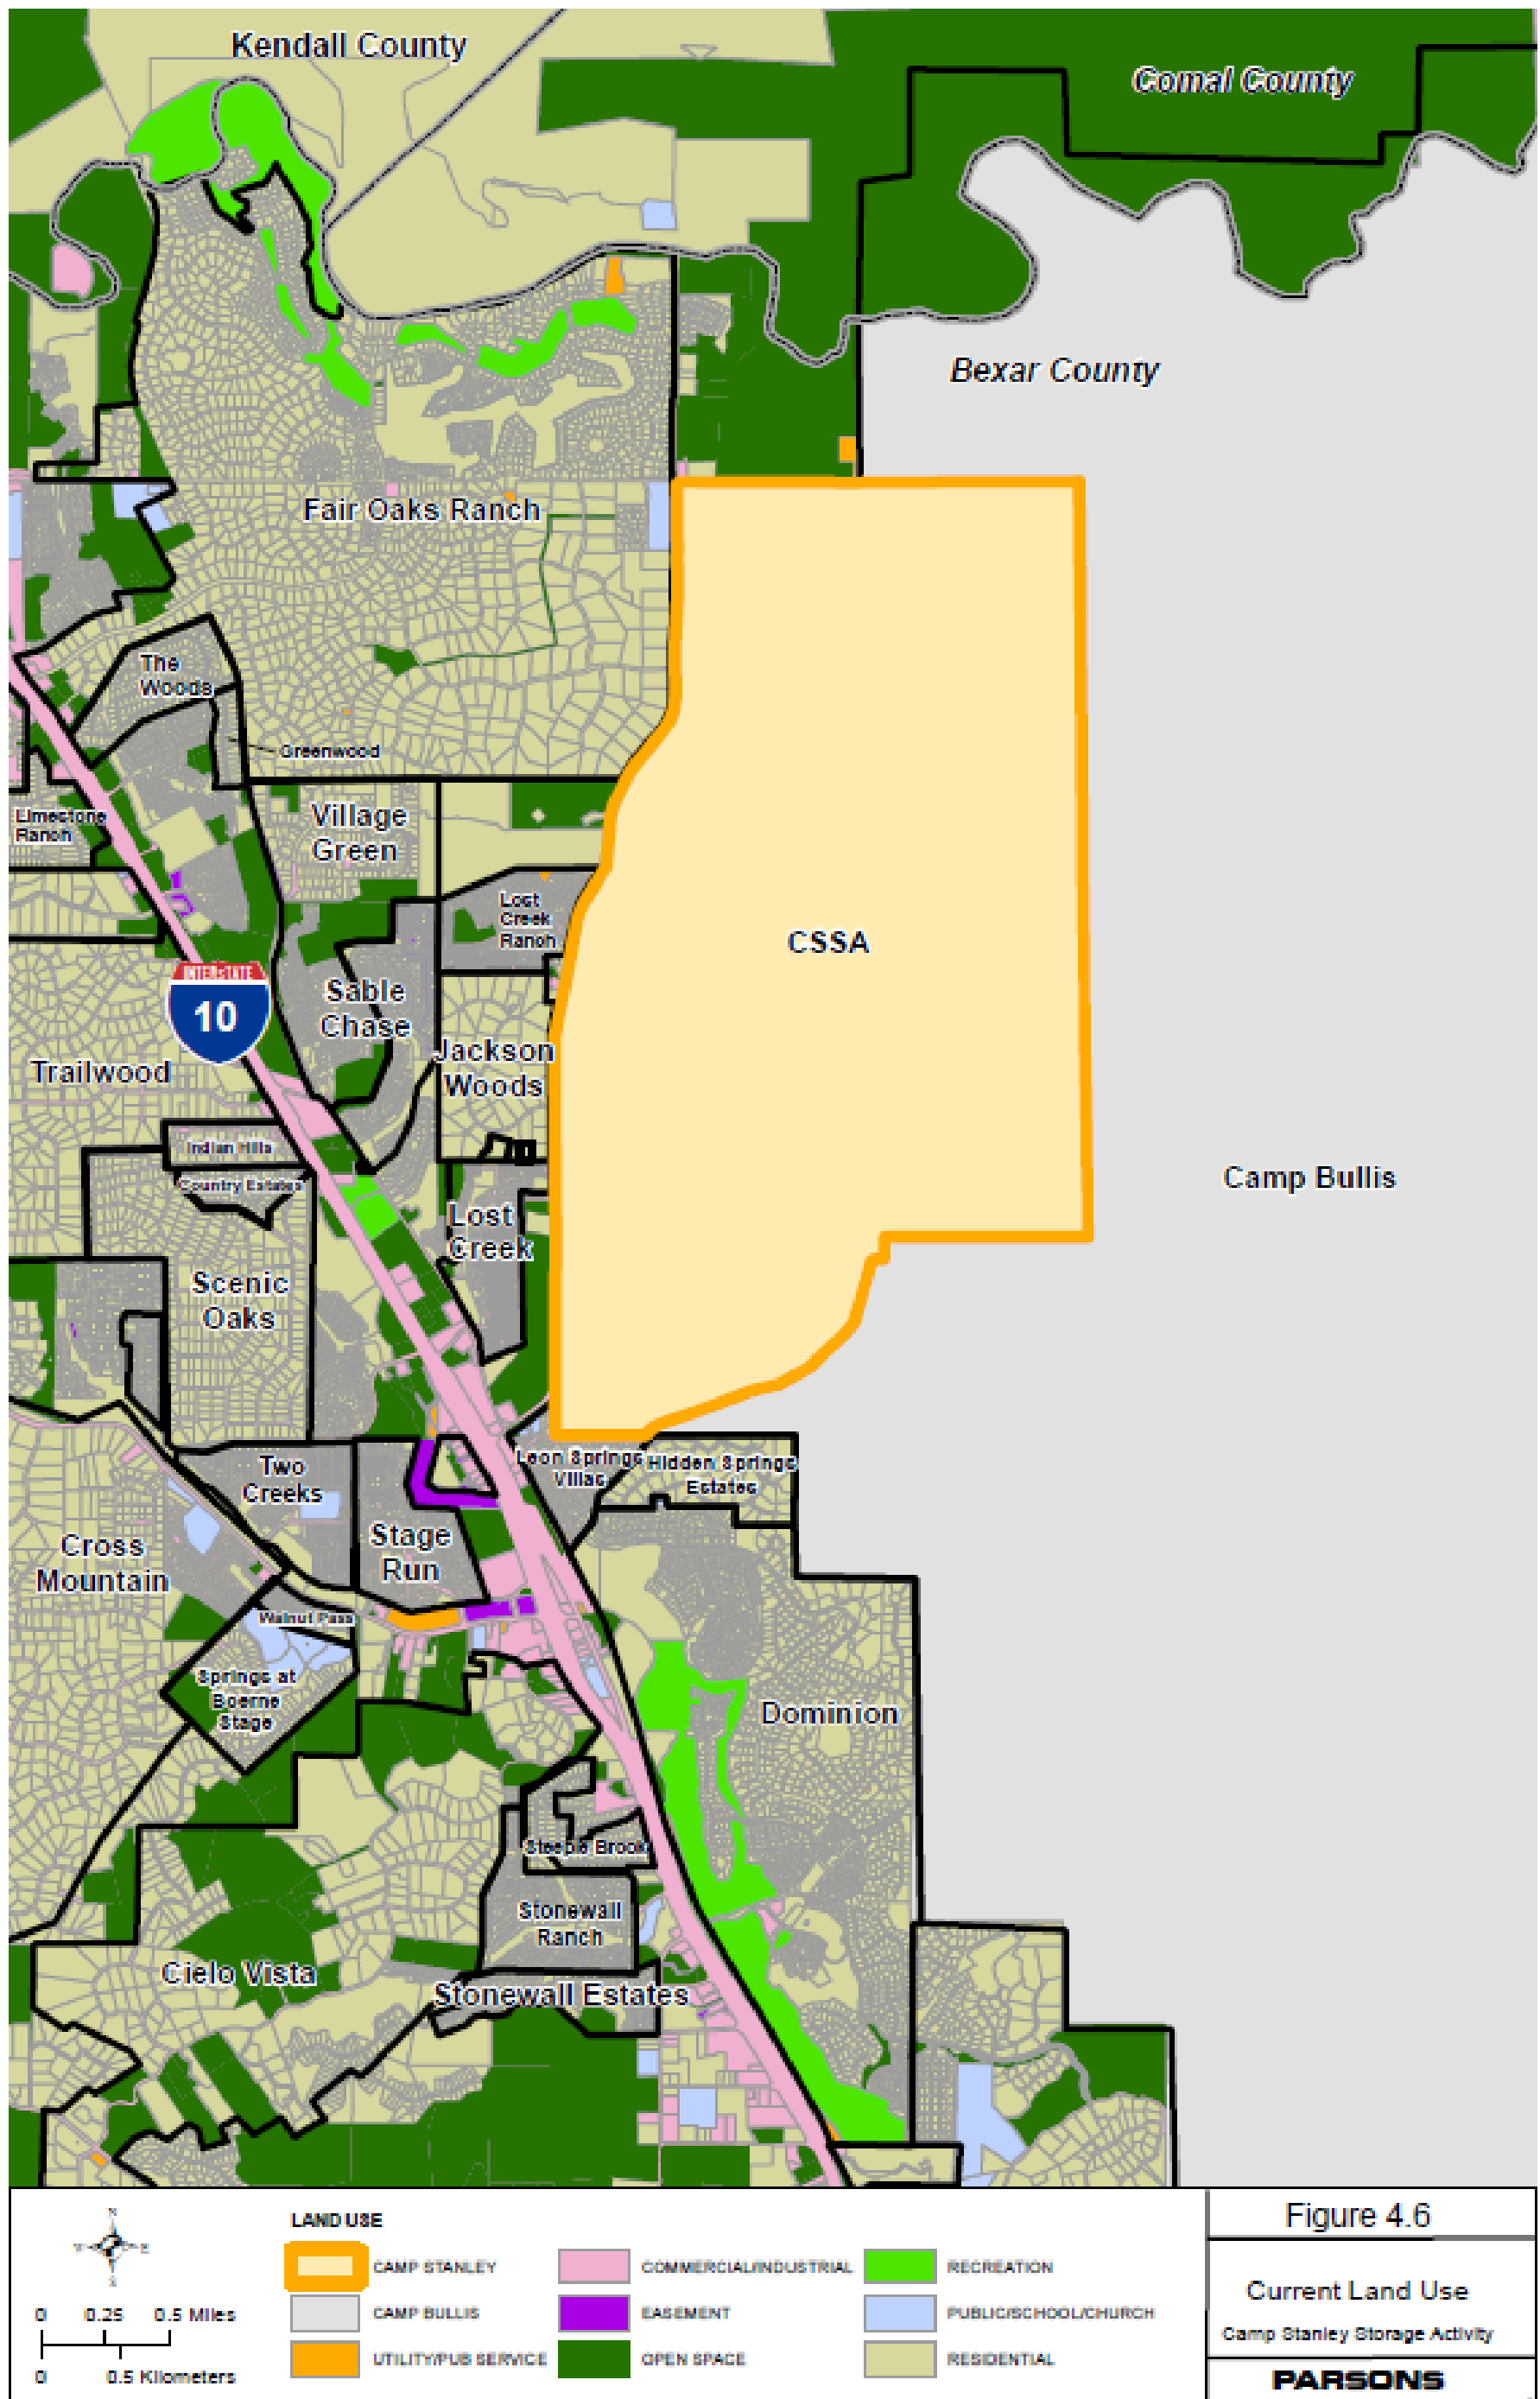 Kendall County
Comal County
Bexar County
Fair Oaks Ranch
The
Woods
Greenwood
Limestone
Ranch
Village
Green
Lost
Creek
Ranch
CSSA
INTERSTATE
10
Sable
Chase
Trailwood
Jackson
Woods
Indian Hills
Country Estates
Camp Bullis
Lost
Creek
Scenic
Oaks
Leon Springs
Villas
Hidden Springs
Estates
Two
Creeks
Stage
Run
Cross
Mountain
Walnut Pass
Springs at
Boerne
Stage
Dominion
Steeple Brook
Stonewall
Ranch
Cielo Vista
Stonewall Estates
N
W
E
S
0 0.25 0.5 Miles
0 0.5 Kilometers
LAND USE
CAMP STANLEY
CAMP BULLIS
UTILITY/PUB SERVICE
COMMERCIAL/INDUSTRIAL
EASEMENT
OPEN SPACE
RECREATION
PUBLIC/SCHOOL/CHURCH
RESIDENTIAL
Figure 4.6
Current Land Use
Camp Stanley Storage Activity
PARSONS